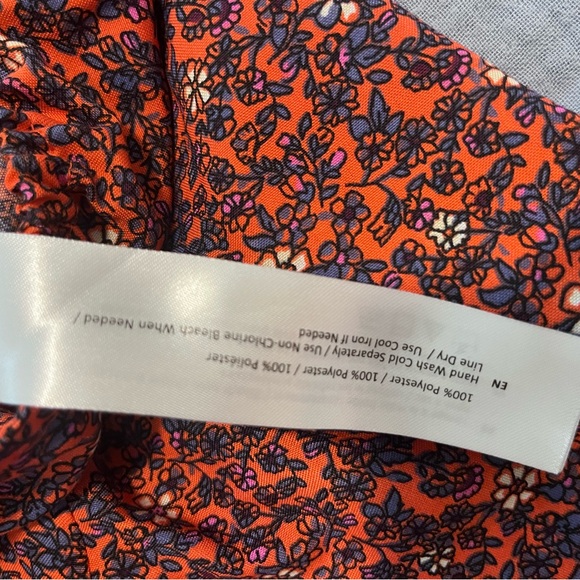 100% Polyester / 100% Polyester / 100% Poliéster
EN
Hand Wash Cold Separately / Use Non-Chlorine Bleach When Needed /
Line Dry / Use Cool Iron If Needed